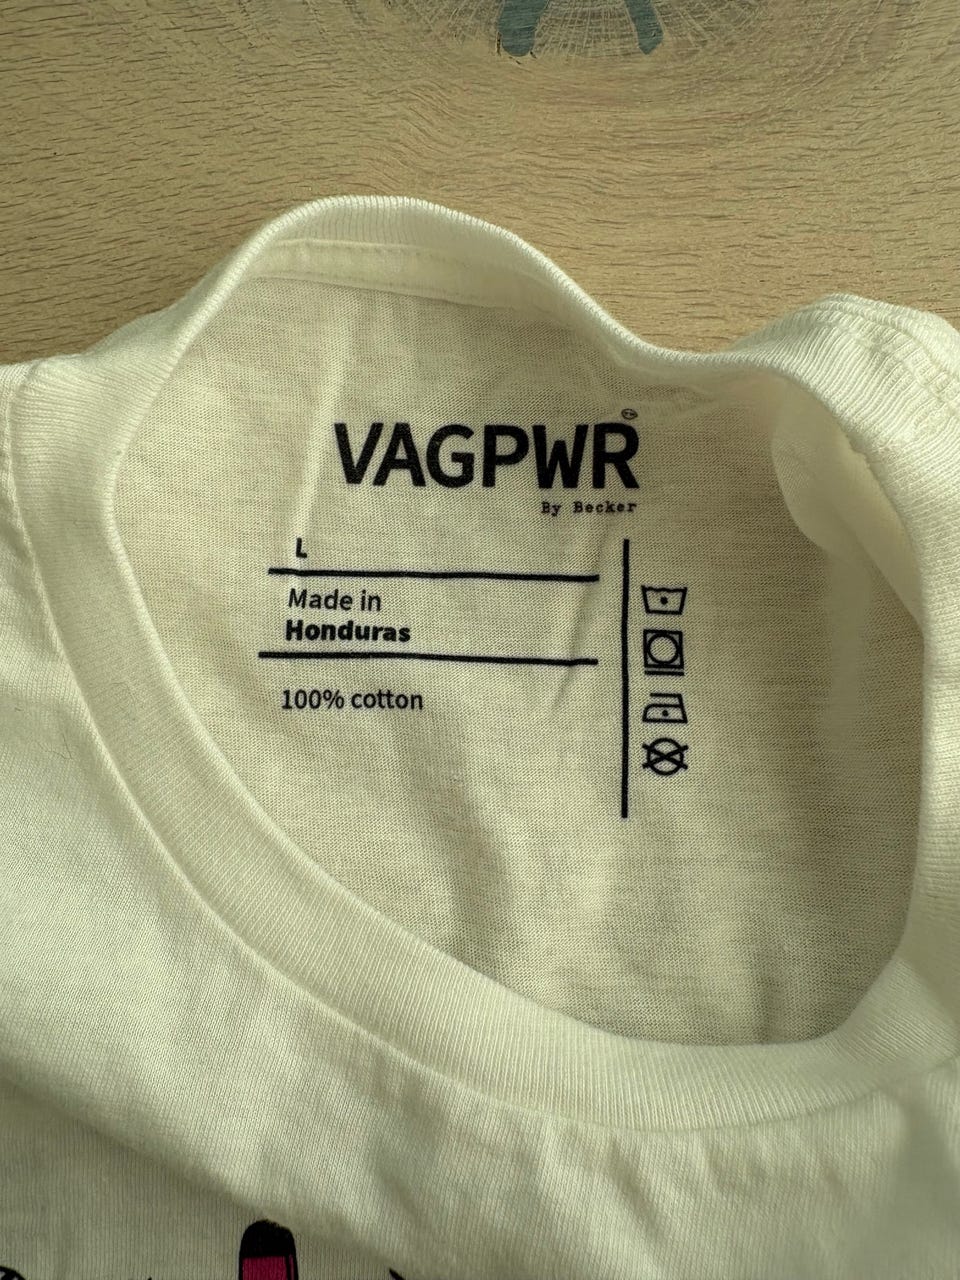 VAGPWR
By Becker
L
Made in
Honduras
100% cotton